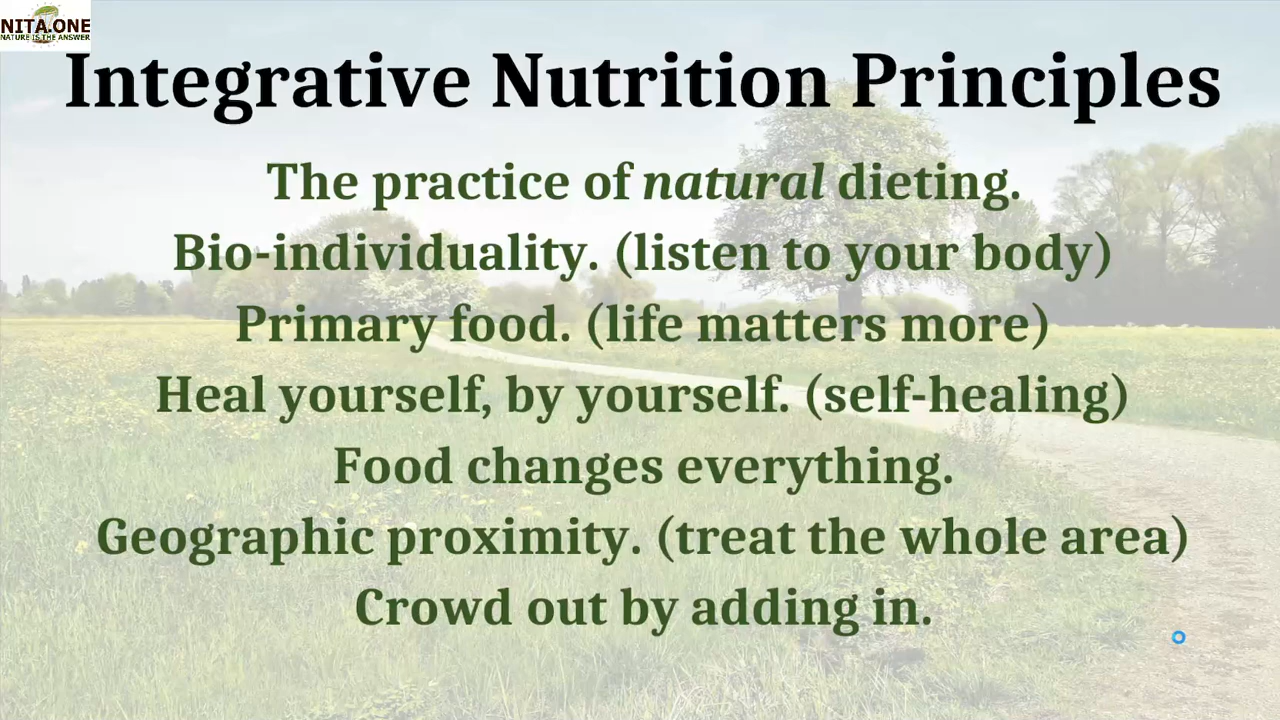 NITA.ONE
NATURE IS THE ANSWER
Integrative Nutrition Principles
The practice of natural dieting.
Bio-individuality. (listen to your body)
Primary food. (life matters more)
Heal yourself, by yourself. (self-healing)
Food changes everything.
Geographic proximity. (treat the whole area)
Crowd out by adding in.